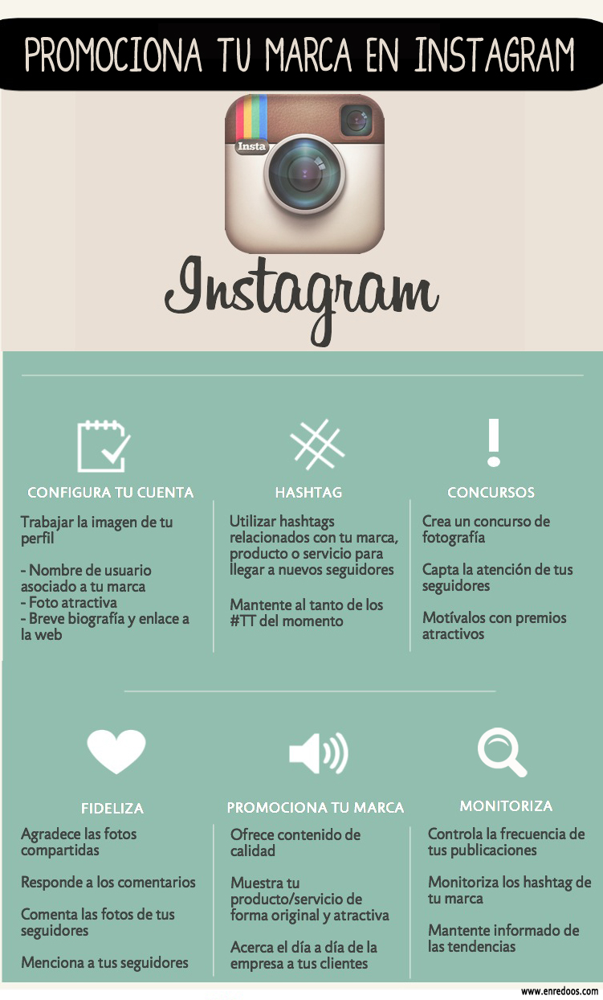 PROMOCIONA TU MARCA EN INSTAGRAM
Insta
Instagram
CONFIGURA TU CUENTA
Trabajar la imagen de tu
perfil
- Nombre de usuario
asociado a tu marca
- Foto atractiva
- Breve biografía y enlace a
la web
HASHTAG
Utilizar hashtags
relacionados con tu marca,
producto o servicio para
llegar a nuevos seguidores
Mantente al tanto de los
#TT del momento
CONCURSOS
Crea un concurso de
fotografía
Capta la atención de tus
seguidores
Motívalos con premios
atractivos
FIDELIZA
Agradece las fotos
compartidas
Responde a los comentarios
Comenta las fotos de tus
seguidores
Menciona a tus seguidores
PROMOCIONA TU MARCA
Ofrece contenido de
calidad
Muestra tu
producto/servicio de
forma original y atractiva
Acerca el día a día de la
empresa a tus clientes
MONITORIZA
Controla la frecuencia de
tus publicaciones
Monitoriza los hashtag de
tu marca
Mantente informado de
las tendencias
www.enredoos.com